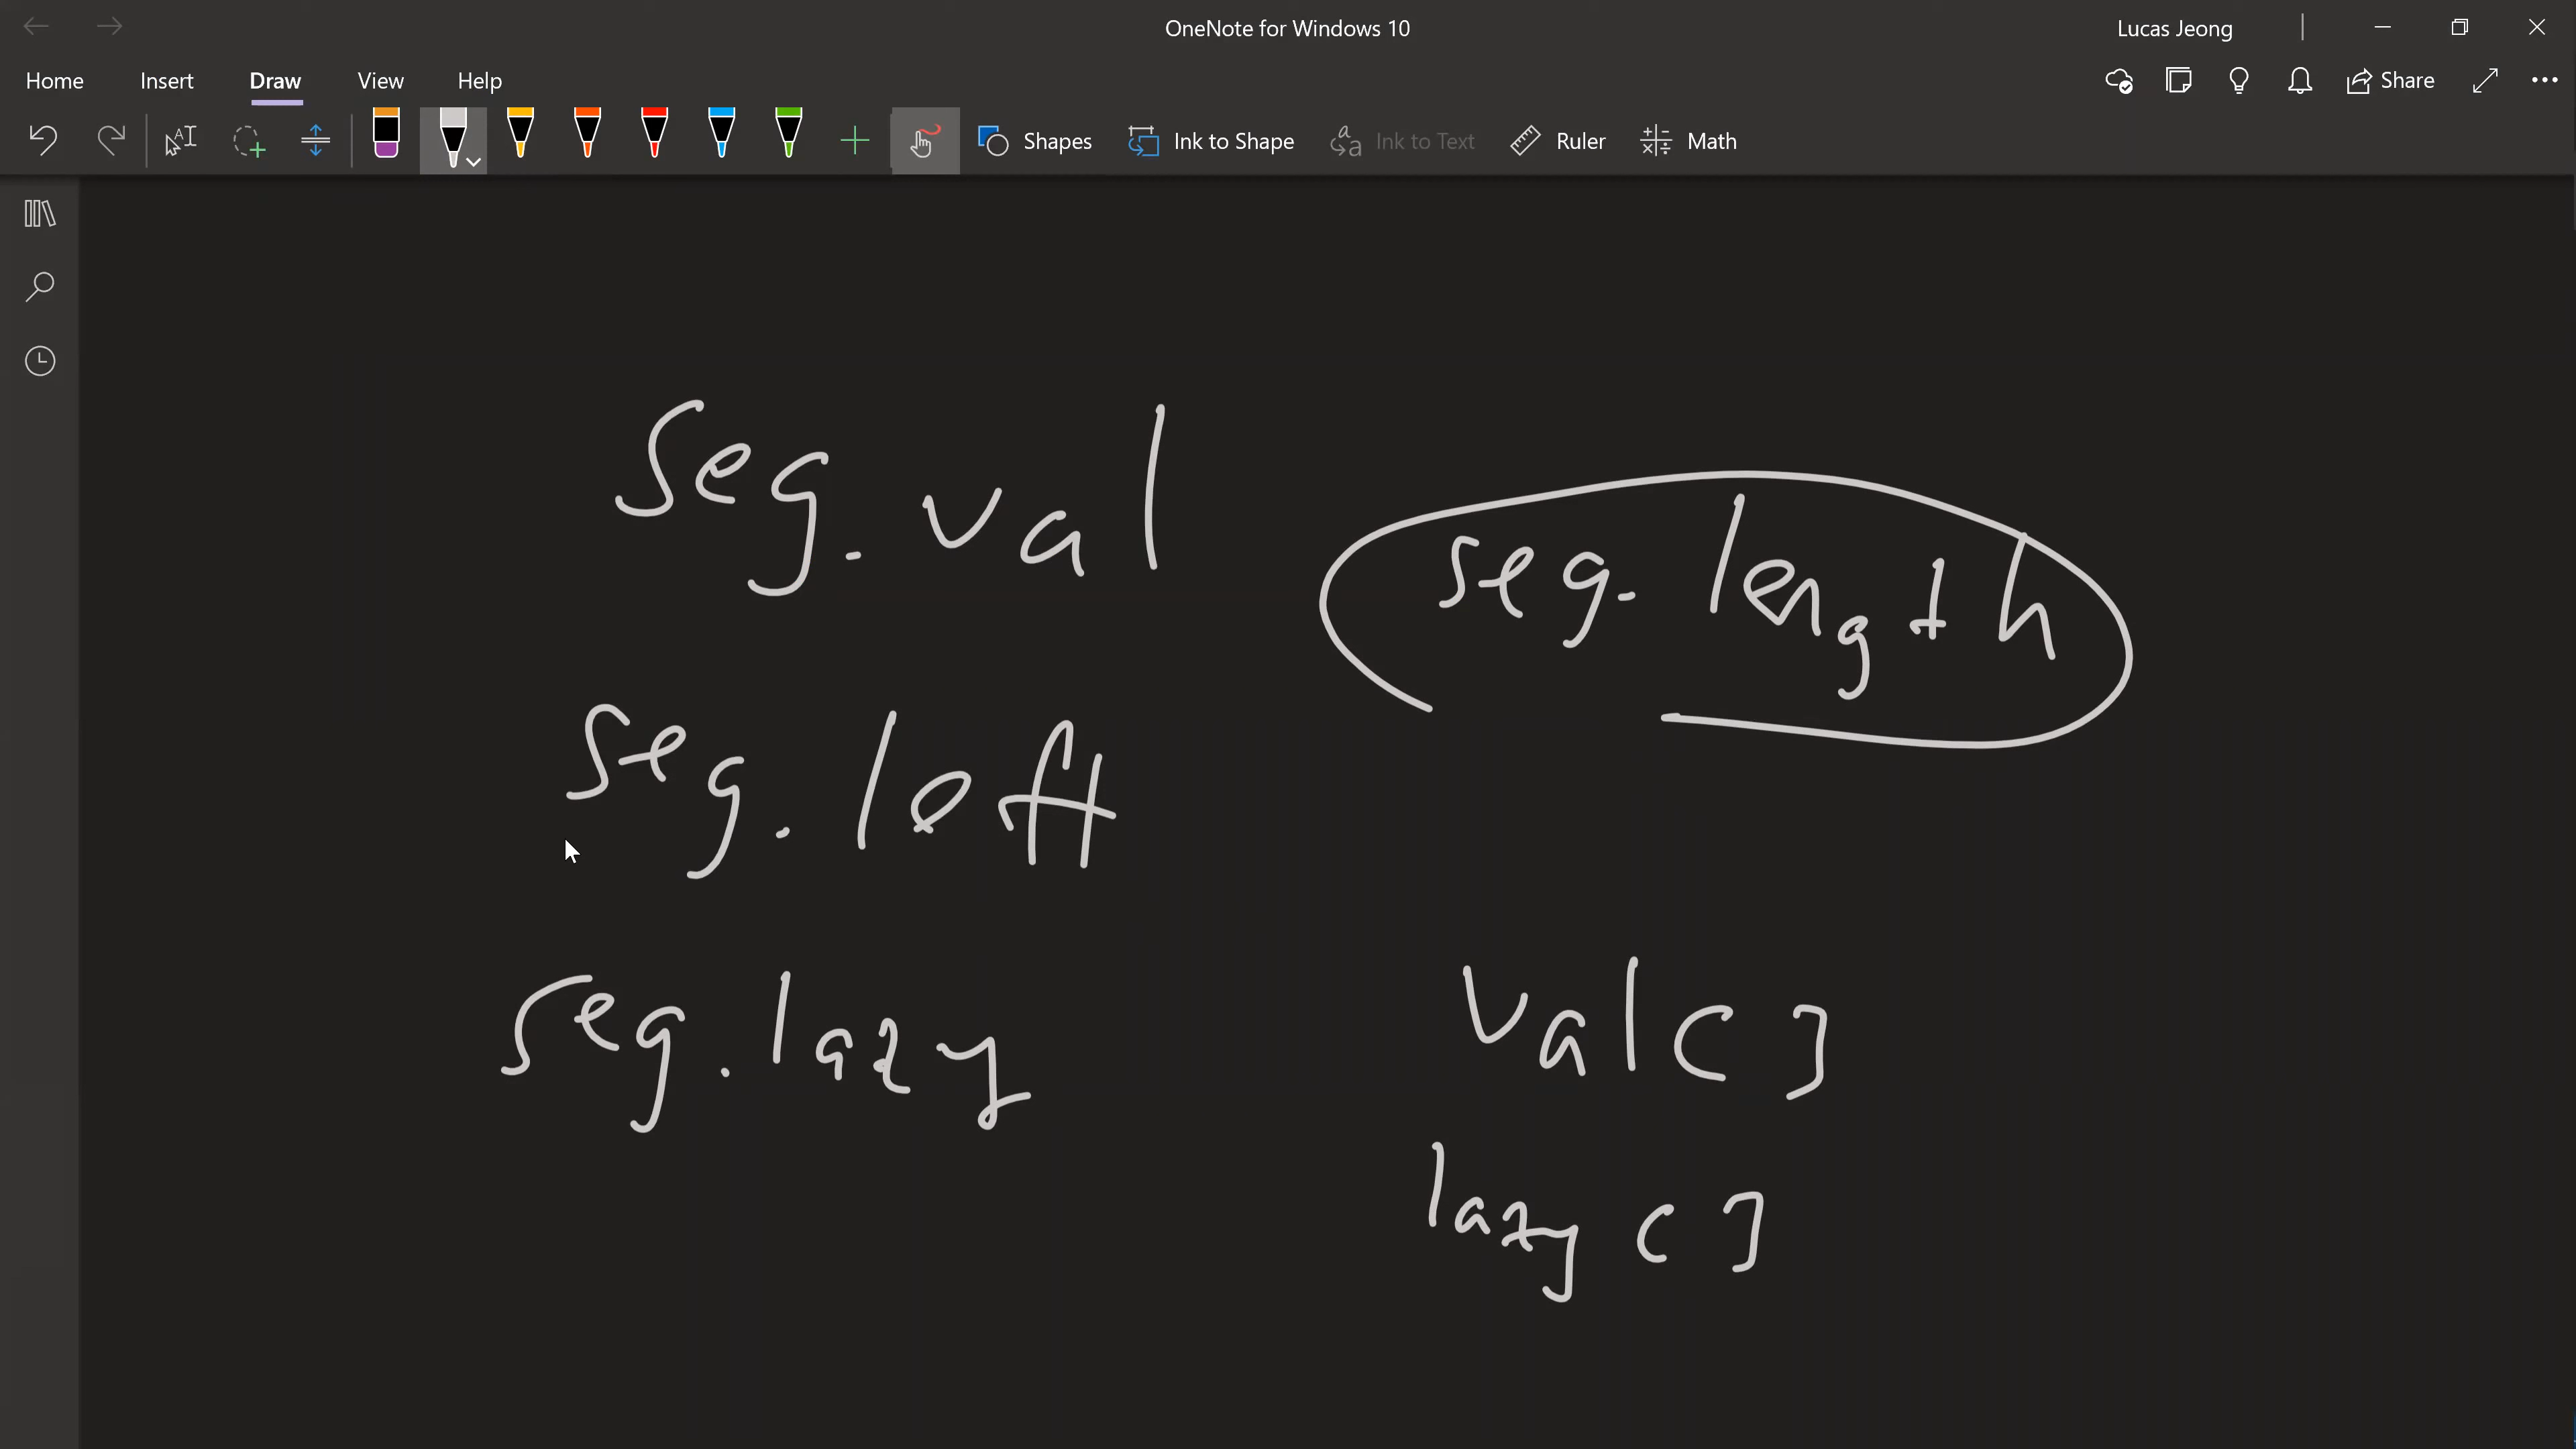 OneNote for Windows 10
Lucas Jeong
Home Insert Draw View Help
Share
Shapes Ink to Shape Ink to Text Ruler Math
seg.val
seg.length
seg.left
seg.lazy
val[]
lazy[]